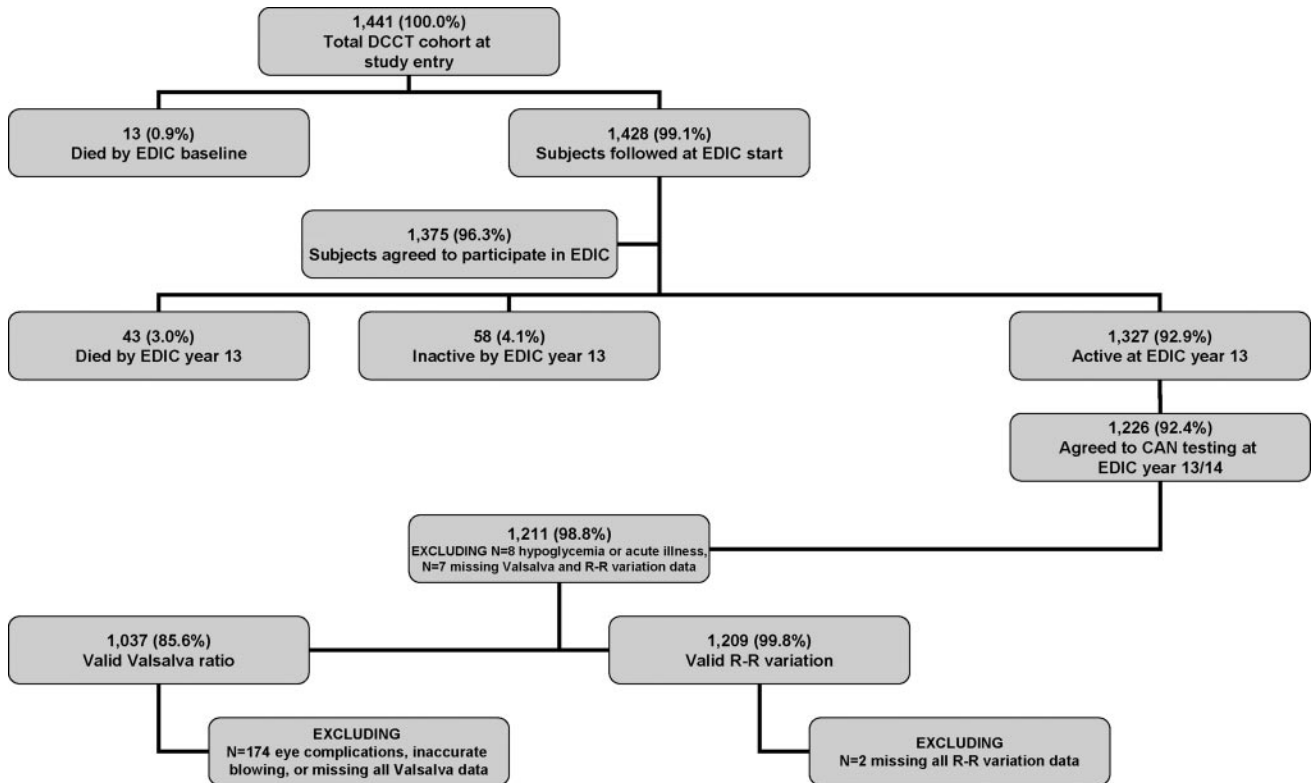 1,441 (100.0%)
Total DCCT cohort at
study entry
13 (0.9%)
Died by EDIC baseline
1,428 (99.1%)
Subjects followed at EDIC start
1,375 (96.3%)
Subjects agreed to participate in EDIC
43 (3.0%)
Died by EDIC year 13
58 (4.1%)
Inactive by EDIC year 13
1,327 (92.9%)
Active at EDIC year 13
1,226 (92.4%)
Agreed to CAN testing at
EDIC year 13/14
1,211 (98.8%)
EXCLUDING N=8 hypoglycemia or acute illness,
N=7 missing Valsalva and R-R variation data
1,037 (85.6%)
Valid Valsalva ratio
1,209 (99.8%)
Valid R-R variation
EXCLUDING
N=174 eye complications, inaccurate
blowing, or missing all Valsalva data
EXCLUDING
N=2 missing all R-R variation data